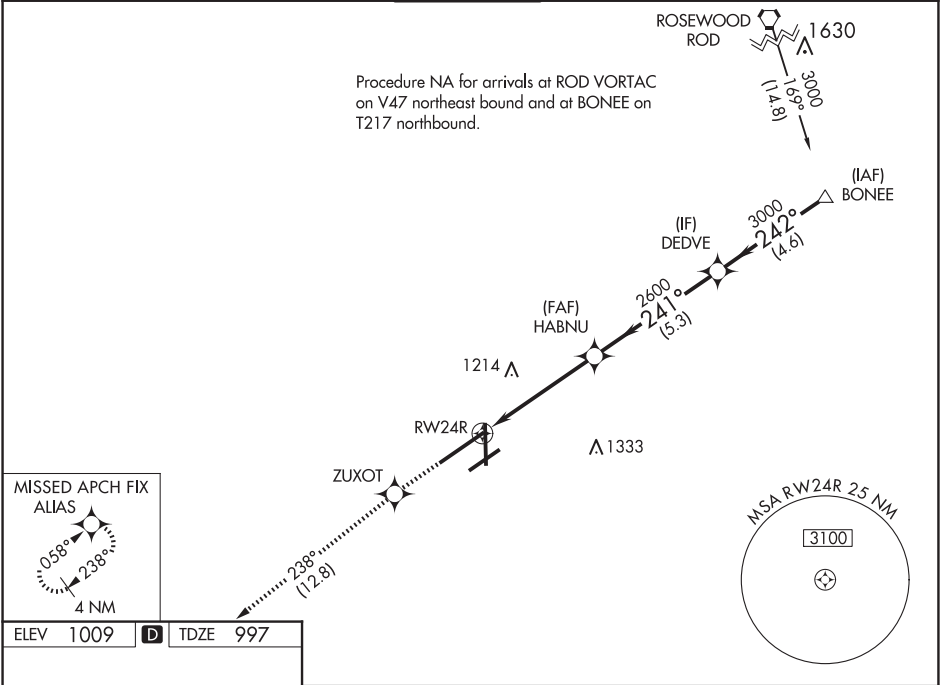 ROSEWOOD
ROD
1630
Procedure NA for arrivals at ROD VORTAC
on V47 northeast bound and at BONEE on
T217 northbound.
3000
169°
(14.8)
(IAF)
BONEE
3000
242°
(4.6)
(IF)
DEDVE
2600
241°
(5.3)
(FAF)
HABNU
1214
RW24R
1333
ZUXOT
MISSED APCH FIX
ALIAS
058°
238°
4 NM
238°
(12.8)
MSA RW24R 25 NM
3100
ELEV 1009 D TDZE 997